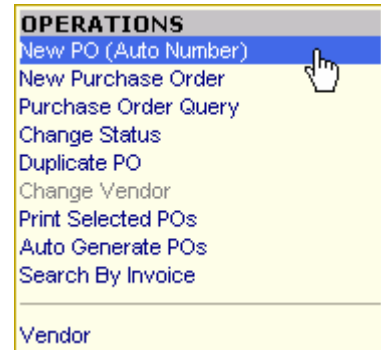 OPERATIONS
New PO (Auto Number)
New Purchase Order
Purchase Order Query
Change Status
Duplicate PO
Change Vendor
Print Selected POs
Auto Generate POs
Search By Invoice
Vendor